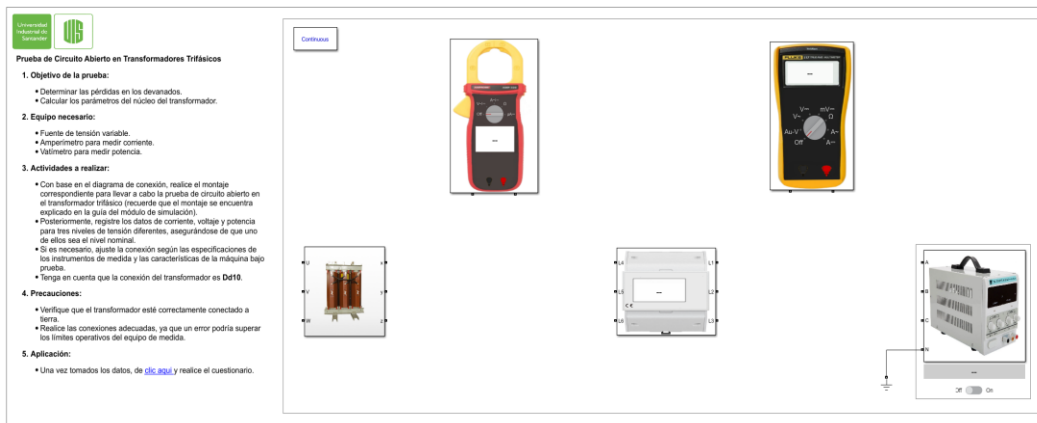 Universidad
Industrial de
Santander
UIS
Prueba de Circuito Abierto en Transformadores Trifásicos
1. Objetivo de la prueba:
• Determinar las pérdidas en los devanados.
• Calcular los parámetros del núcleo del transformador.
2. Equipo necesario:
• Fuente de tensión variable.
• Amperímetro para medir corriente.
• Vatímetro para medir potencia.
3. Actividades a realizar:
• Con base en el diagrama de conexión, realice el montaje
correspondiente para llevar a cabo la prueba de circuito abierto en
el transformador trifásico (recuerde que el montaje se encuentra
explicado en la guía del módulo de simulación).
• Posteriormente, registre los datos de corriente, voltaje y potencia
para tres niveles de tensión diferentes, asegurándose de que uno
de ellos sea el nivel nominal.
• Si es necesario, ajuste la conexión según las especificaciones de
los instrumentos de medida y las características de la máquina bajo
prueba.
• Tenga en cuenta que la conexión del transformador es Dd10.
4. Precauciones:
• Verifique que el transformador esté correctamente conectado a
tierra.
• Realice las conexiones adecuadas, ya que un error podría superar
los límites operativos del equipo de medida.
5. Aplicación:
• Una vez tomados los datos, de clic aqui y realice el cuestionario.
Continuous
Off
---
FLUKE
---
V~
V⎓
mV⎓
Ω
Au-V~
A~
Off
A⎓
U
V
W
x
y
z
L4
L5
L6
---
CE
L1
L2
L3
A
B
C
N
---
Off
On